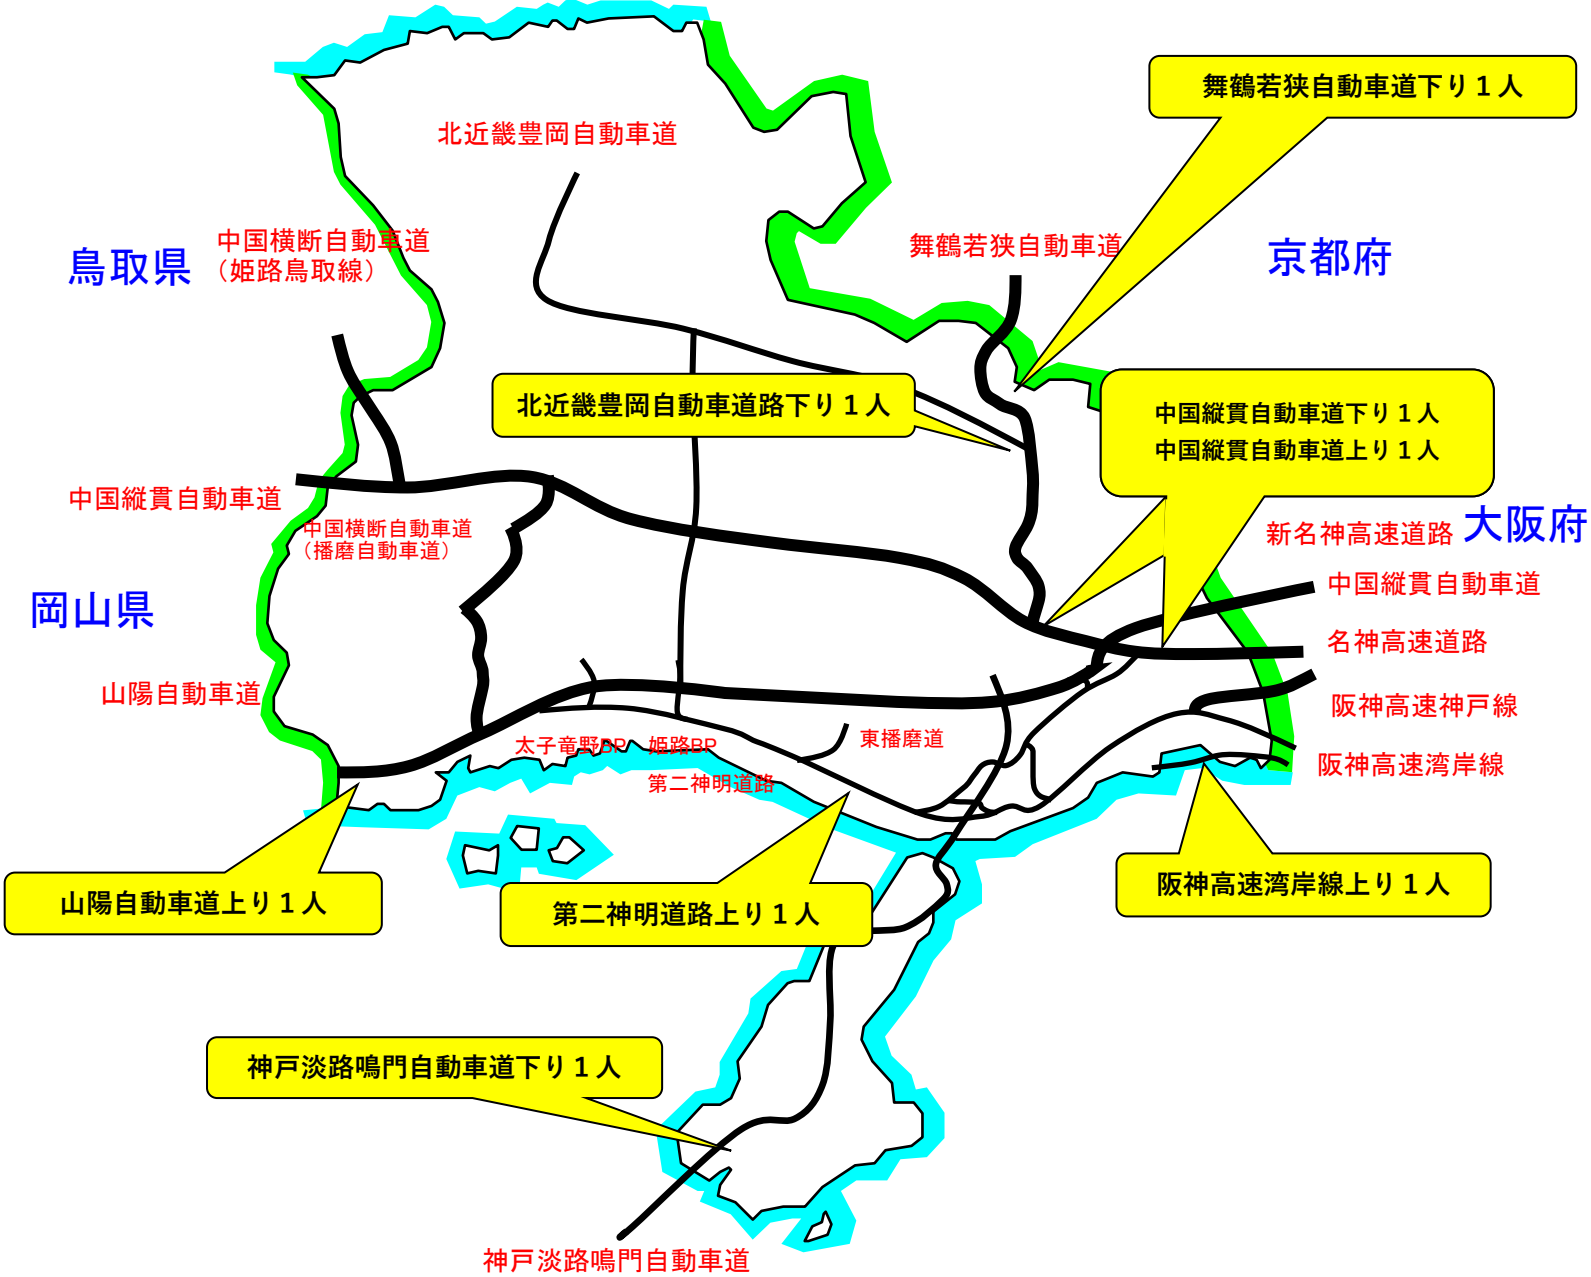 舞鶴若狭自動車道下り１人
北近畿豊岡自動車道
鳥取県
中国横断自動車道
（姫路鳥取線）
舞鶴若狭自動車道
京都府
北近畿豊岡自動車道路下り１人
中国縦貫自動車道下り１人
中国縦貫自動車道上り１人
中国縦貫自動車道
中国横断自動車道
（播磨自動車道）
新名神高速道路
大阪府
中国縦貫自動車道
岡山県
名神高速道路
山陽自動車道
阪神高速神戸線
太子竜野BP
姫路BP
東播磨道
第二神明道路
阪神高速湾岸線
山陽自動車道上り１人
第二神明道路上り１人
阪神高速湾岸線上り１人
神戸淡路鳴門自動車道下り１人
神戸淡路鳴門自動車道